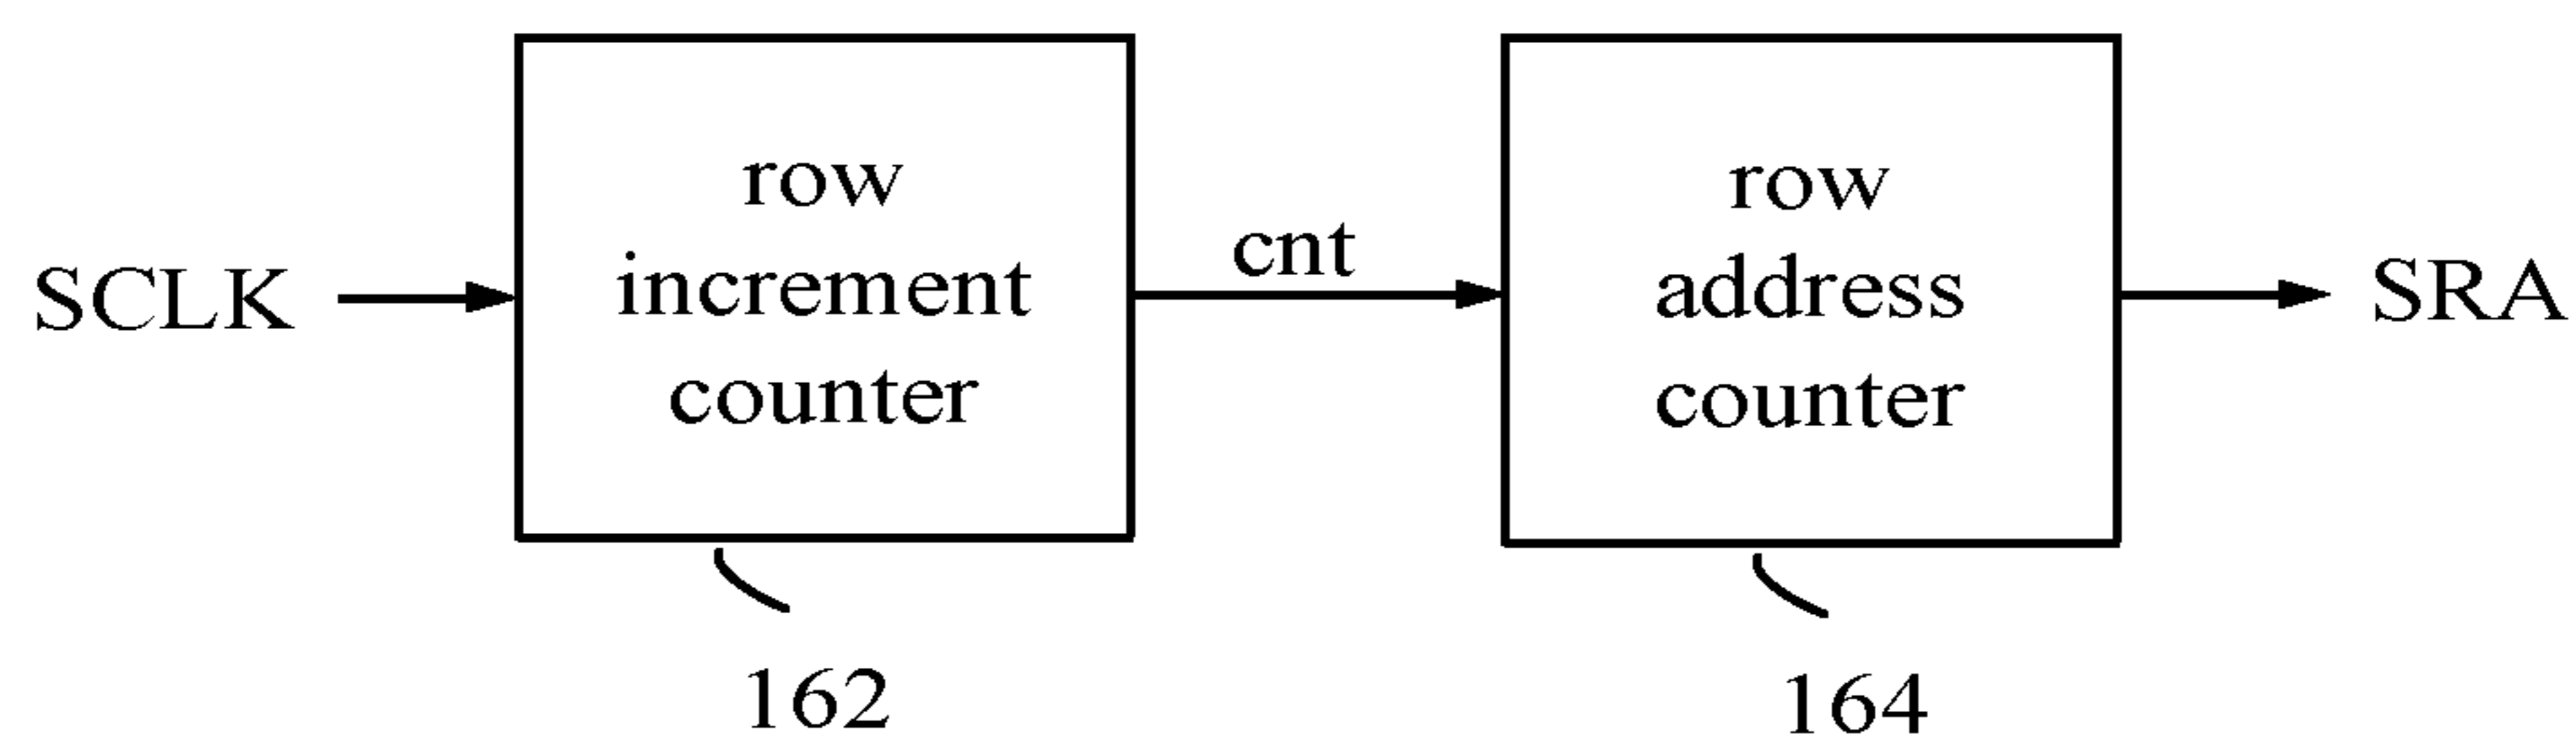 SCLK
row
increment
counter
cnt
row
address
counter
SRA
162
164